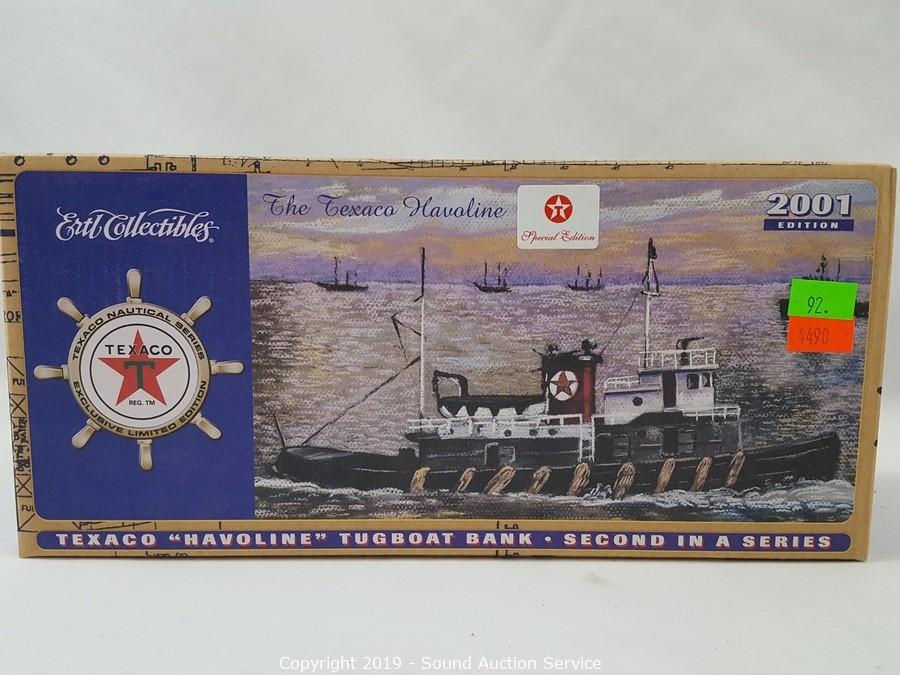 Ertl Collectibles®
The Texaco Havoline
Special Edition
2001
EDITION
92.
4490
TEXACO NAUTICAL SERIES
TEXACO
T
REG. TM
EXCLUSIVE LIMITED EDITION
TEXACO “HAVOLINE” TUGBOAT BANK • SECOND IN A SERIES
Copyright 2019 - Sound Auction Service